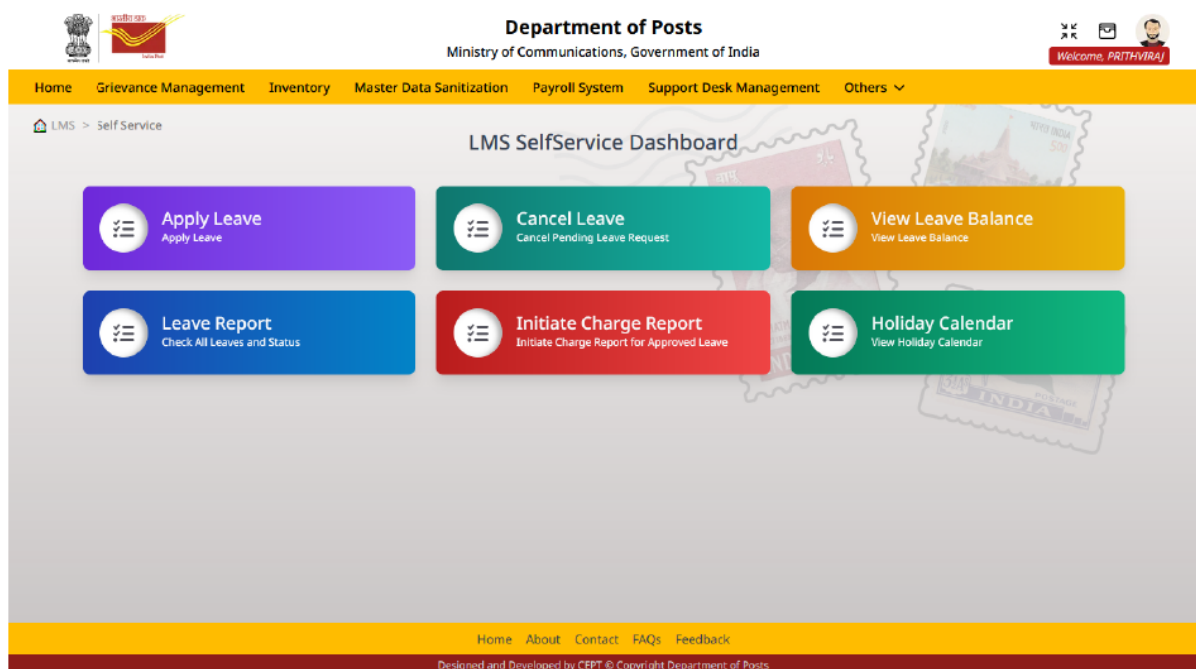 भारतीय डाक
India Post
Department of Posts
Ministry of Communications, Government of India
Welcome, PRITHVIRAJ
Home Grievance Management Inventory Master Data Sanitization Payroll System Support Desk Management Others
LMS > Self Service
LMS SelfService Dashboard
Apply Leave
Apply Leave
Cancel Leave
Cancel Pending Leave Request
View Leave Balance
View Leave Balance
Leave Report
Check All Leaves and Status
Initiate Charge Report
Initiate Charge Report for Approved Leave
Holiday Calendar
View Holiday Calendar
INDIA
POSTAGE
Home About Contact FAQs Feedback
Designed and Developed by CEPT © Copyright Department of Posts